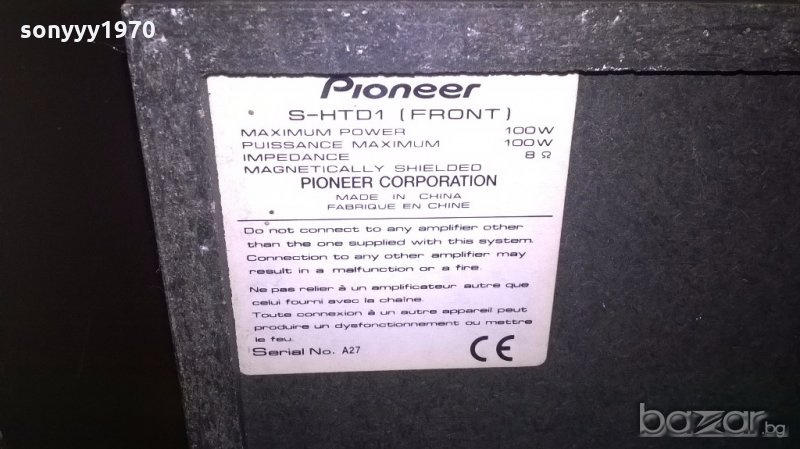 sonyyy1970
Pioneer
S-HTD1 (FRONT)
MAXIMUM POWER 100W
PUISSANCE MAXIMUM 100W
IMPEDANCE 8 Ω
MAGNETICALLY SHIELDED
PIONEER CORPORATION
MADE IN CHINA
FABRIQUE EN CHINE
Do not connect to any amplifier other
than the one supplied with this system.
Connection to any other amplifier may
result in a malfunction or a fire.
Ne pas relier à un amplificateur autre que
celui fourni avec la chaîne.
Toute connexion à un autre appareil peut
produire un dysfonctionnement ou mettre
le feu.
Serial No. A27
CE
bazar.bg